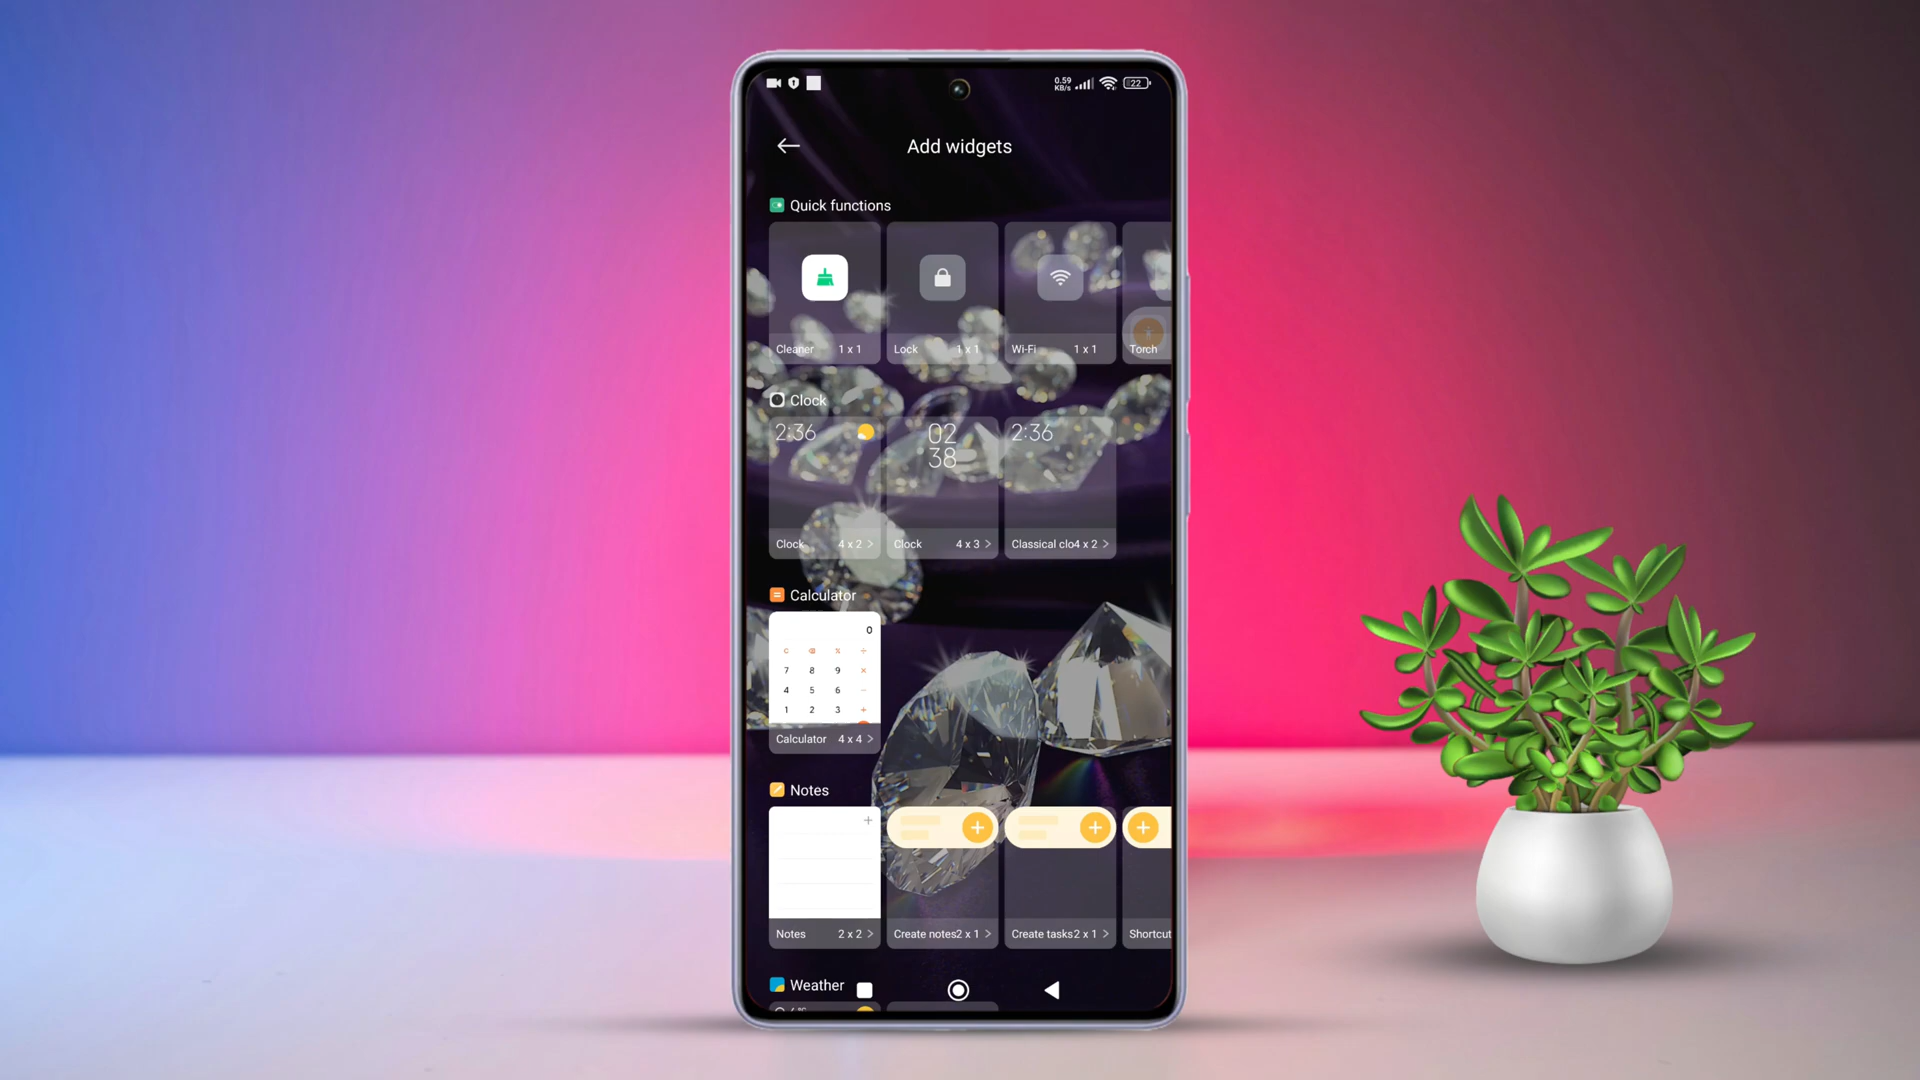 0.59
KB/s
22
Add widgets
Quick functions
Cleaner 1 x 1
Lock 1 x 1
Wi-Fi 1 x 1
Torch
Clock
2:36
02
38
2:36
Clock 4 x 2 >
Clock 4 x 3 >
Classical clo4 x 2 >
Calculator
0
C % ÷
7 8 9 ×
4 5 6 −
1 2 3 +
Calculator 4 x 4 >
Notes
+
+
+
+
Notes 2 x 2 >
Create notes2 x 1 >
Create tasks2 x 1 >
Shortcut
Weather